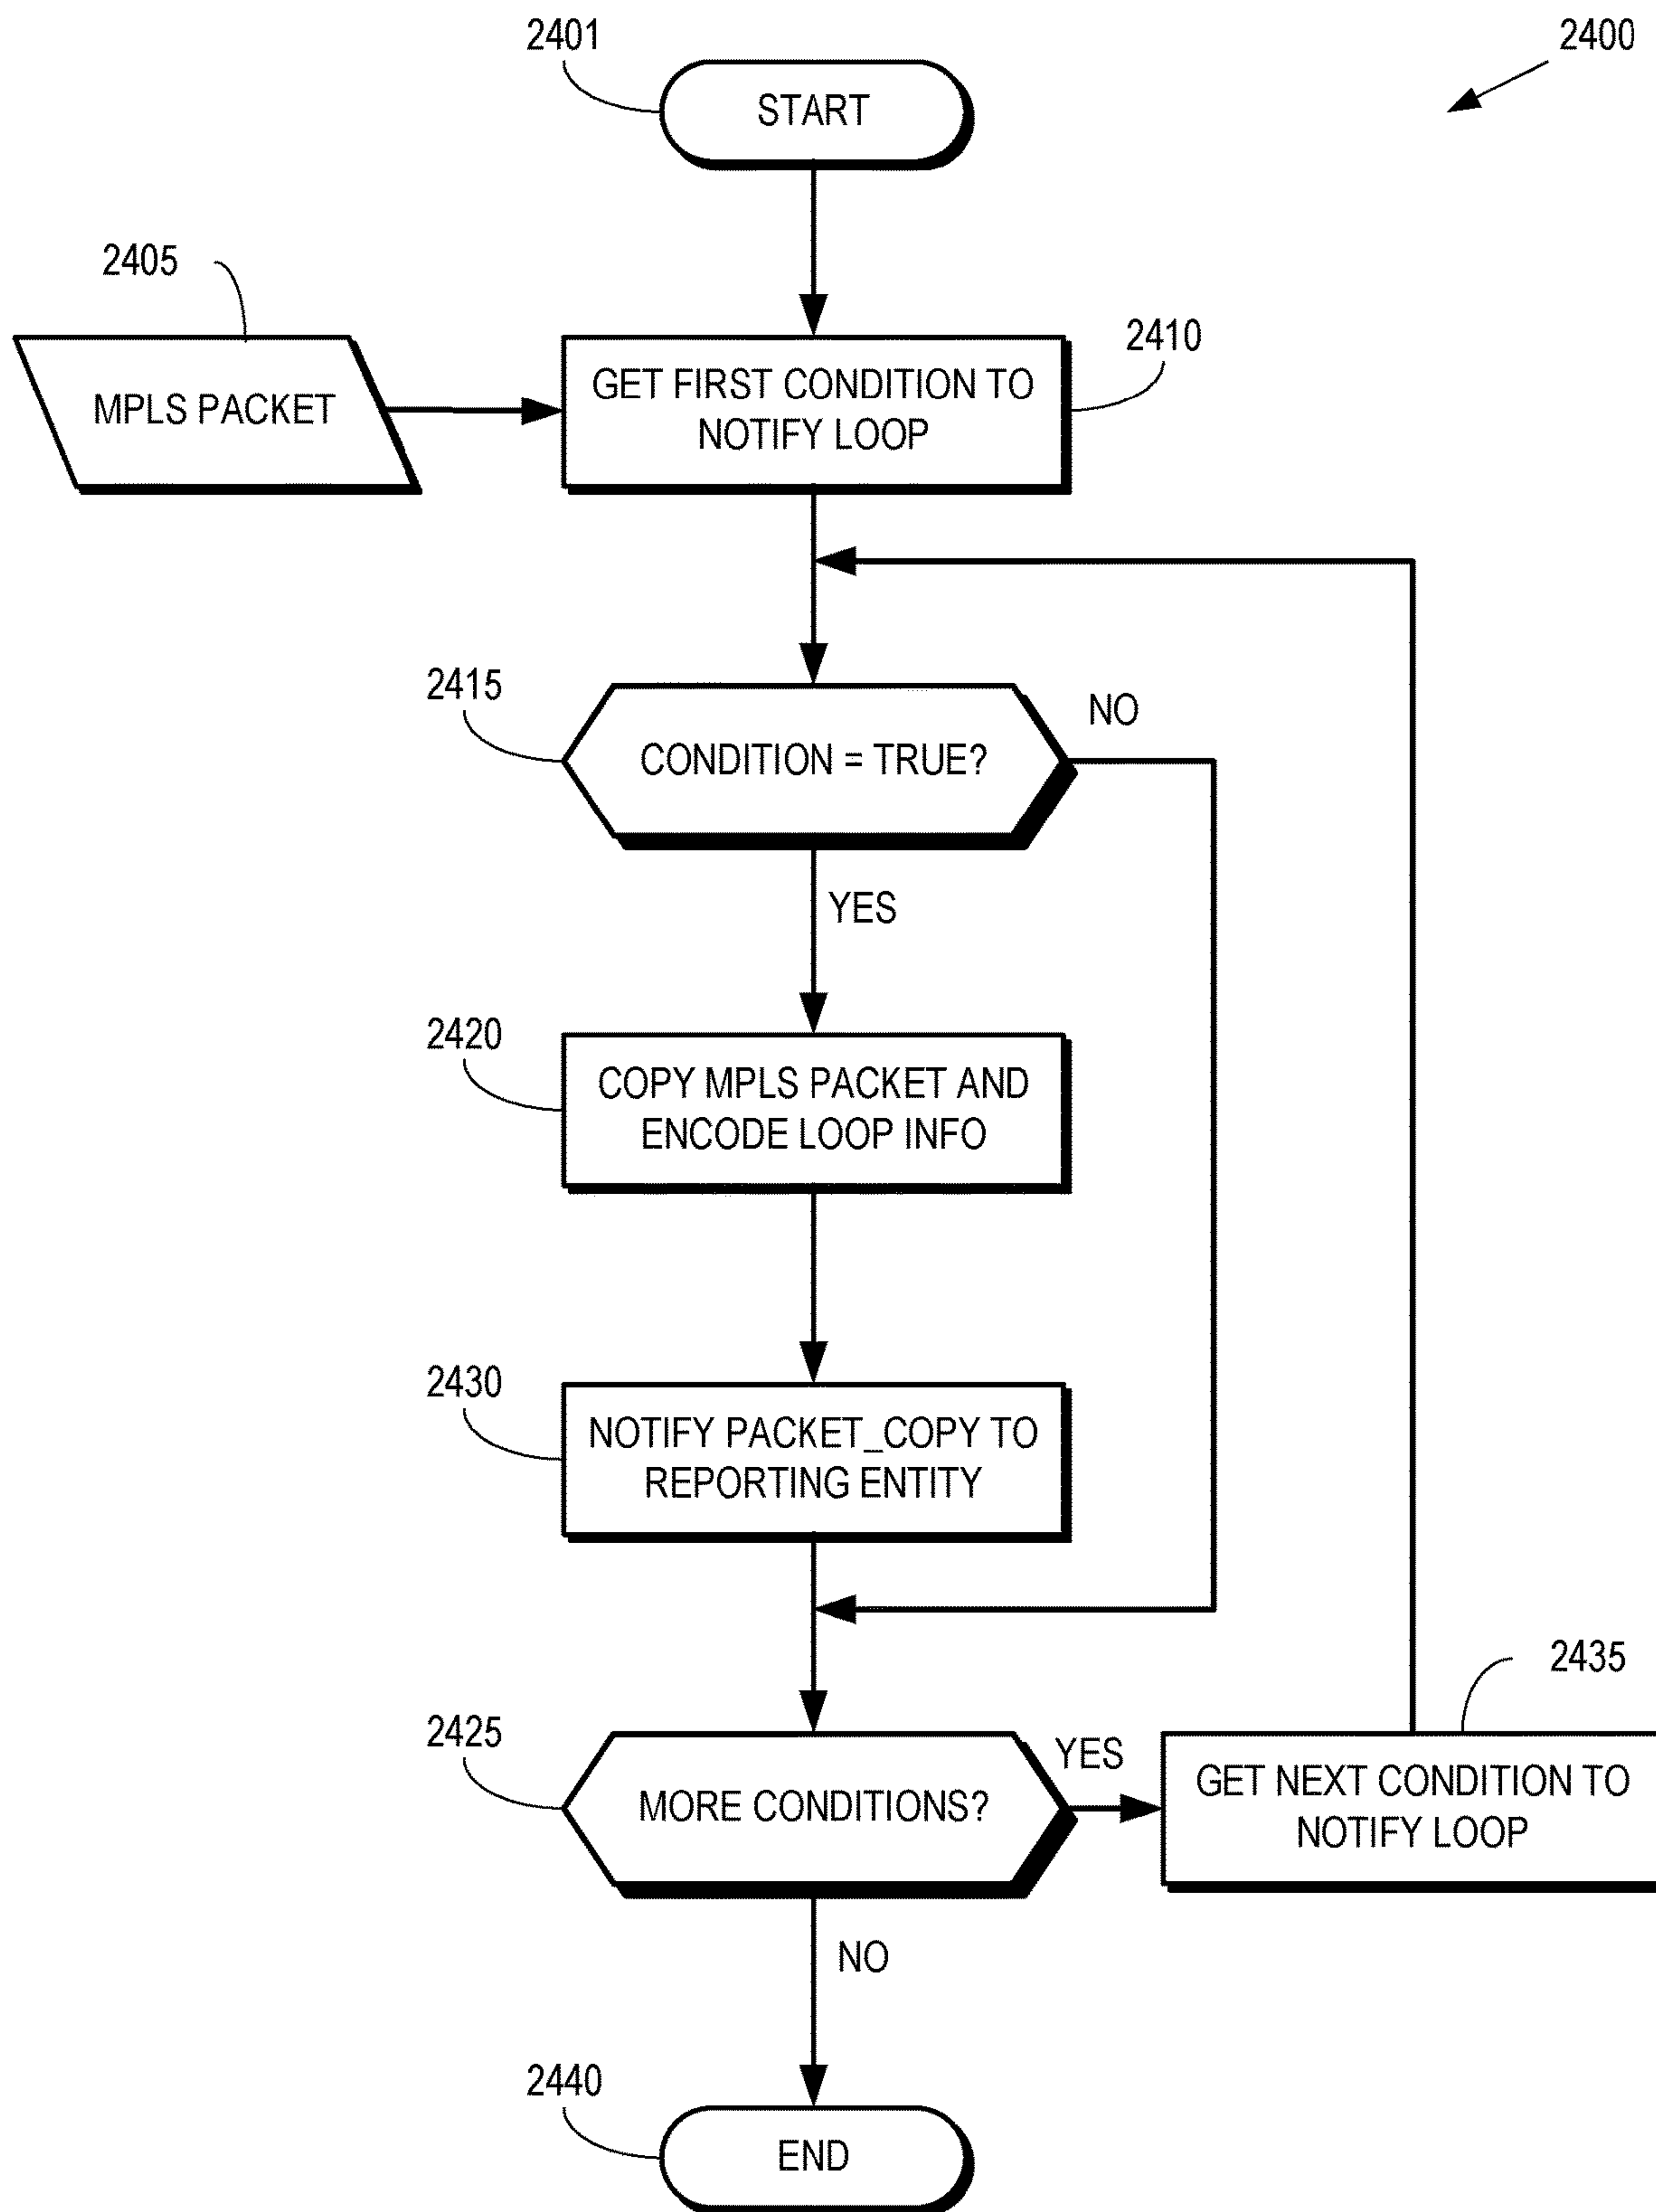 2401
2400
START
2405
2410
MPLS PACKET
GET FIRST CONDITION TO
NOTIFY LOOP
2415
NO
CONDITION = TRUE?
YES
2420
COPY MPLS PACKET AND
ENCODE LOOP INFO
2430
NOTIFY PACKET_COPY TO
REPORTING ENTITY
2435
2425
YES
MORE CONDITIONS?
GET NEXT CONDITION TO
NOTIFY LOOP
NO
2440
END